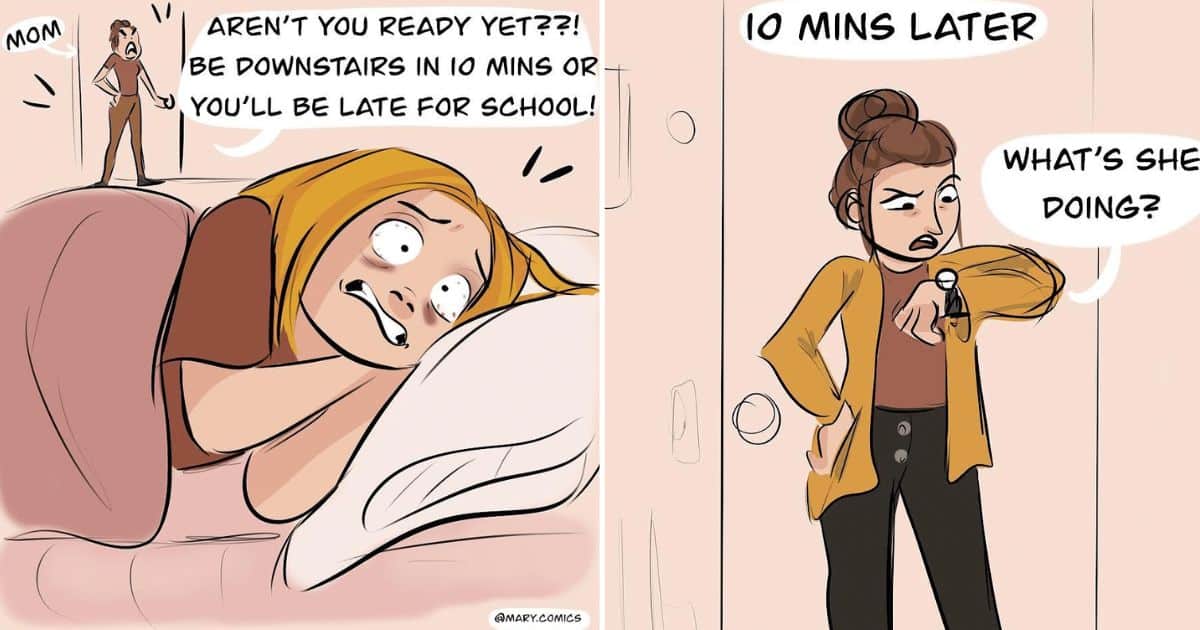 MOM
AREN'T YOU READY YET??!
BE DOWNSTAIRS IN 10 MINS OR
YOU'LL BE LATE FOR SCHOOL!
@MARY.COMICS
10 MINS LATER
WHAT'S SHE
DOING?